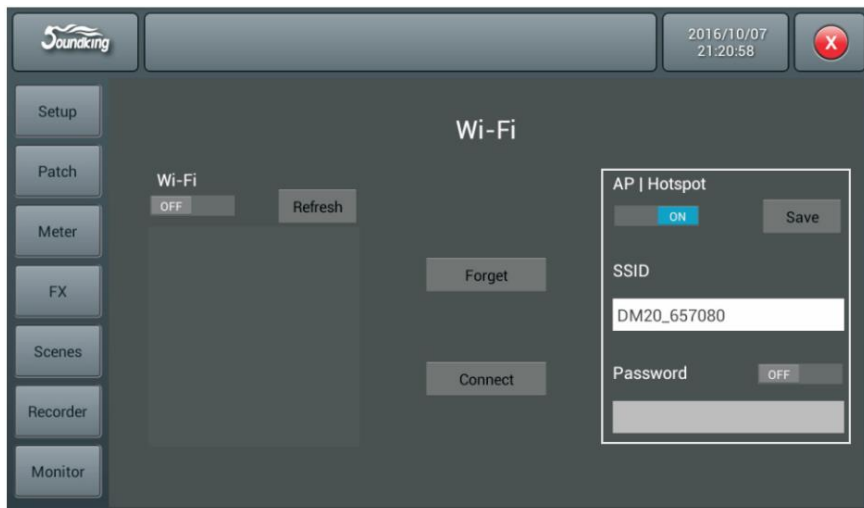 Soundking
2016/10/07
21:20:58
X
Setup
Patch
Meter
FX
Scenes
Recorder
Monitor
Wi-Fi
Wi-Fi
OFF
Refresh
Forget
Connect
AP | Hotspot
ON
Save
SSID
DM20_657080
Password
OFF